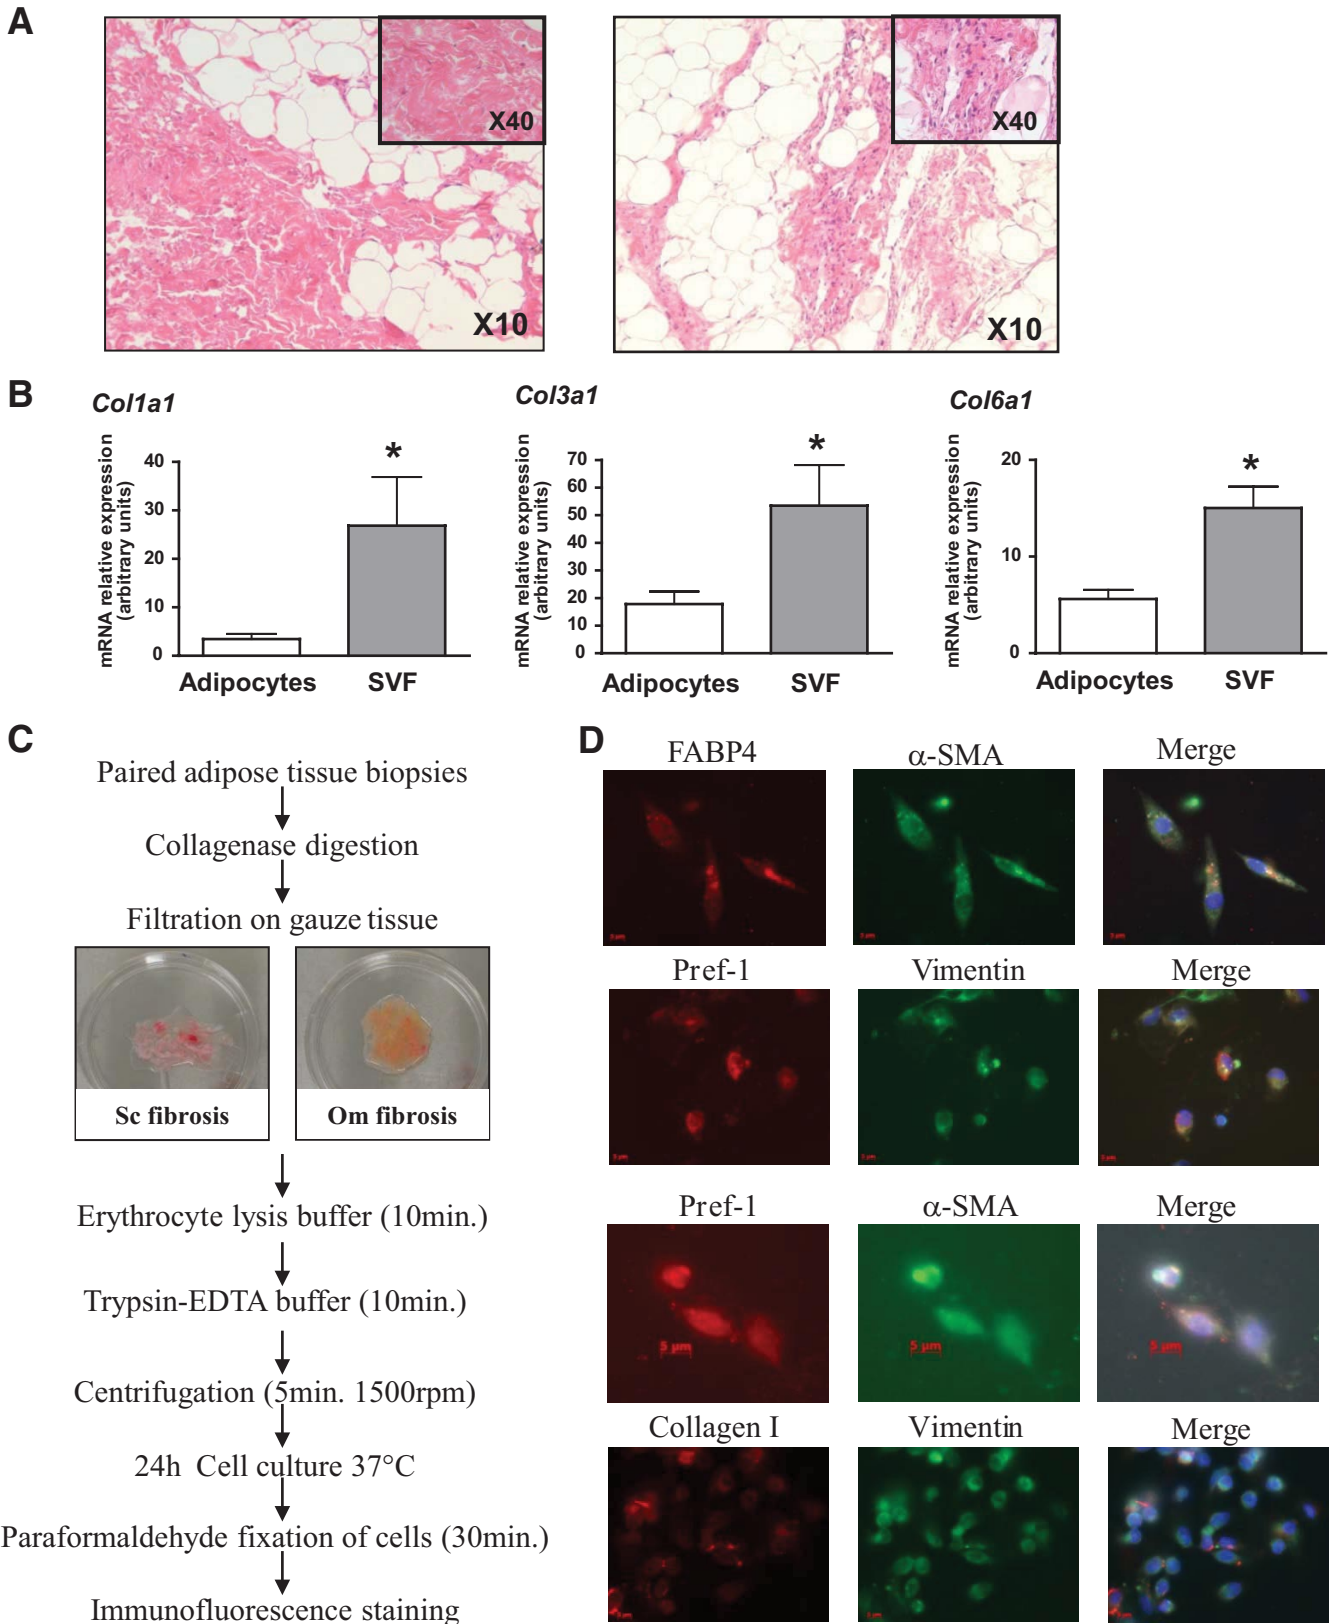 A
X40
X10
X40
X10
B
Col1a1
mRNA relative expression
(arbitrary units)
40
30
20
10
0
*
Adipocytes
SVF
Col3a1
mRNA relative expression
(arbitrary units)
70
60
50
40
30
20
10
0
*
Adipocytes
SVF
Col6a1
mRNA relative expression
(arbitrary units)
20
10
0
*
Adipocytes
SVF
C
Paired adipose tissue biopsies
Collagenase digestion
Filtration on gauze tissue
Sc fibrosis
Om fibrosis
Erythrocyte lysis buffer (10min.)
Trypsin-EDTA buffer (10min.)
Centrifugation (5min. 1500rpm)
24h Cell culture 37°C
Paraformaldehyde fixation of cells (30min.)
Immunofluorescence staining
D
FABP4
α-SMA
Merge
Pref-1
Vimentin
Merge
Pref-1
α-SMA
Merge
5 µm
5 µm
5 µm
Collagen I
Vimentin
Merge